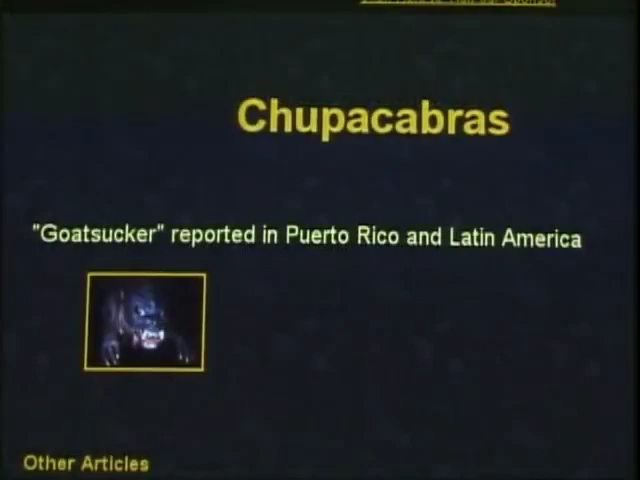 Chupacabras
"Goatsucker" reported in Puerto Rico and Latin America
Other Articles